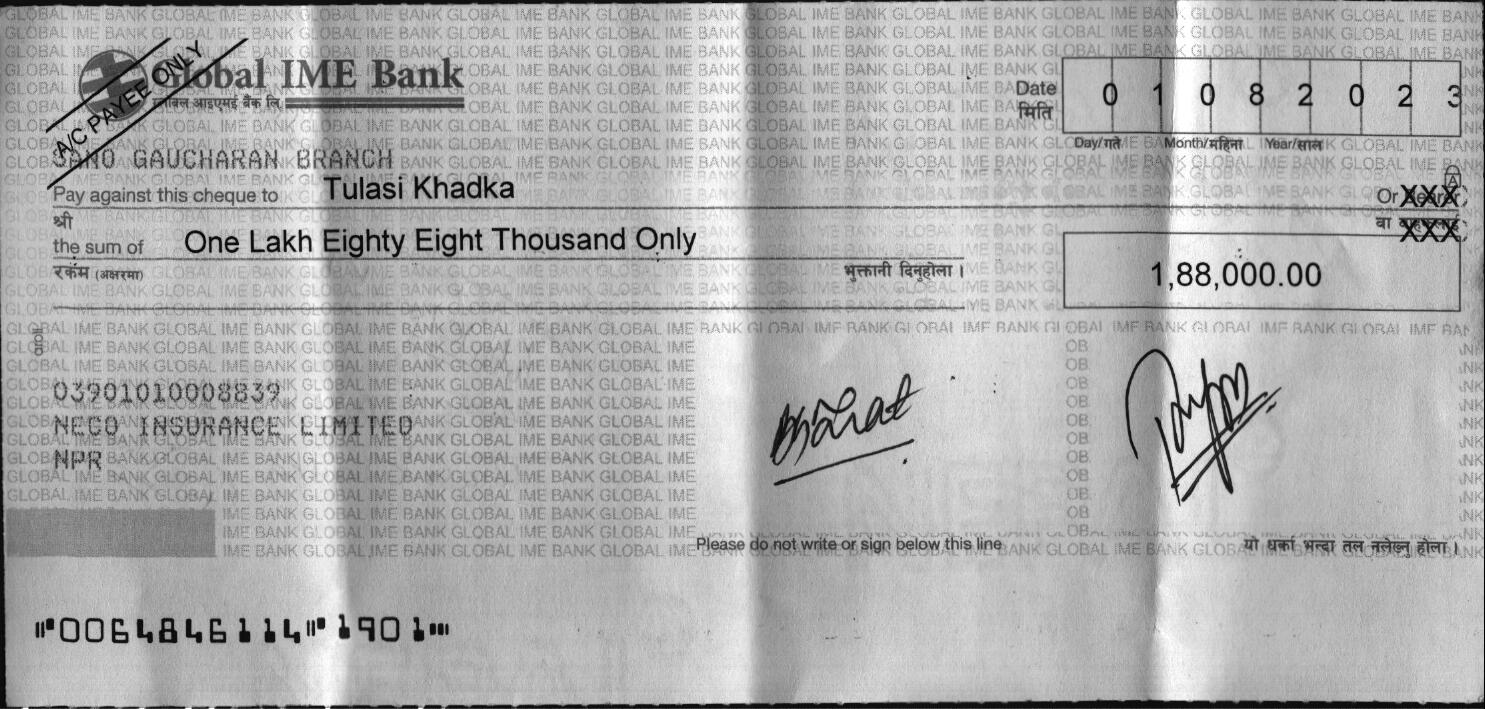 A/C PAYEE ONLY
Global IME Bank
ग्लोबल आइएमई बैंक लि.
Date 0 1 0 8 2 0 2 3
मिति
Day/गते Month/महिना Year/साल
SANO GAUCHARAN BRANCH
Pay against this cheque to Tulasi Khadka Or Bearer XXX
श्री वा XXX
the sum of One Lakh Eighty Eight Thousand Only
रकम (अक्षरमा) भुक्तानी दिनुहोला । 1,88,000.00
03901010008839
NECO INSURANCE LIMITED
NPR
Bharat
Please do not write or sign below this line यो धर्का भन्दा तल नलेख्नु होला ।
⑈0064846114⑈1901⑉